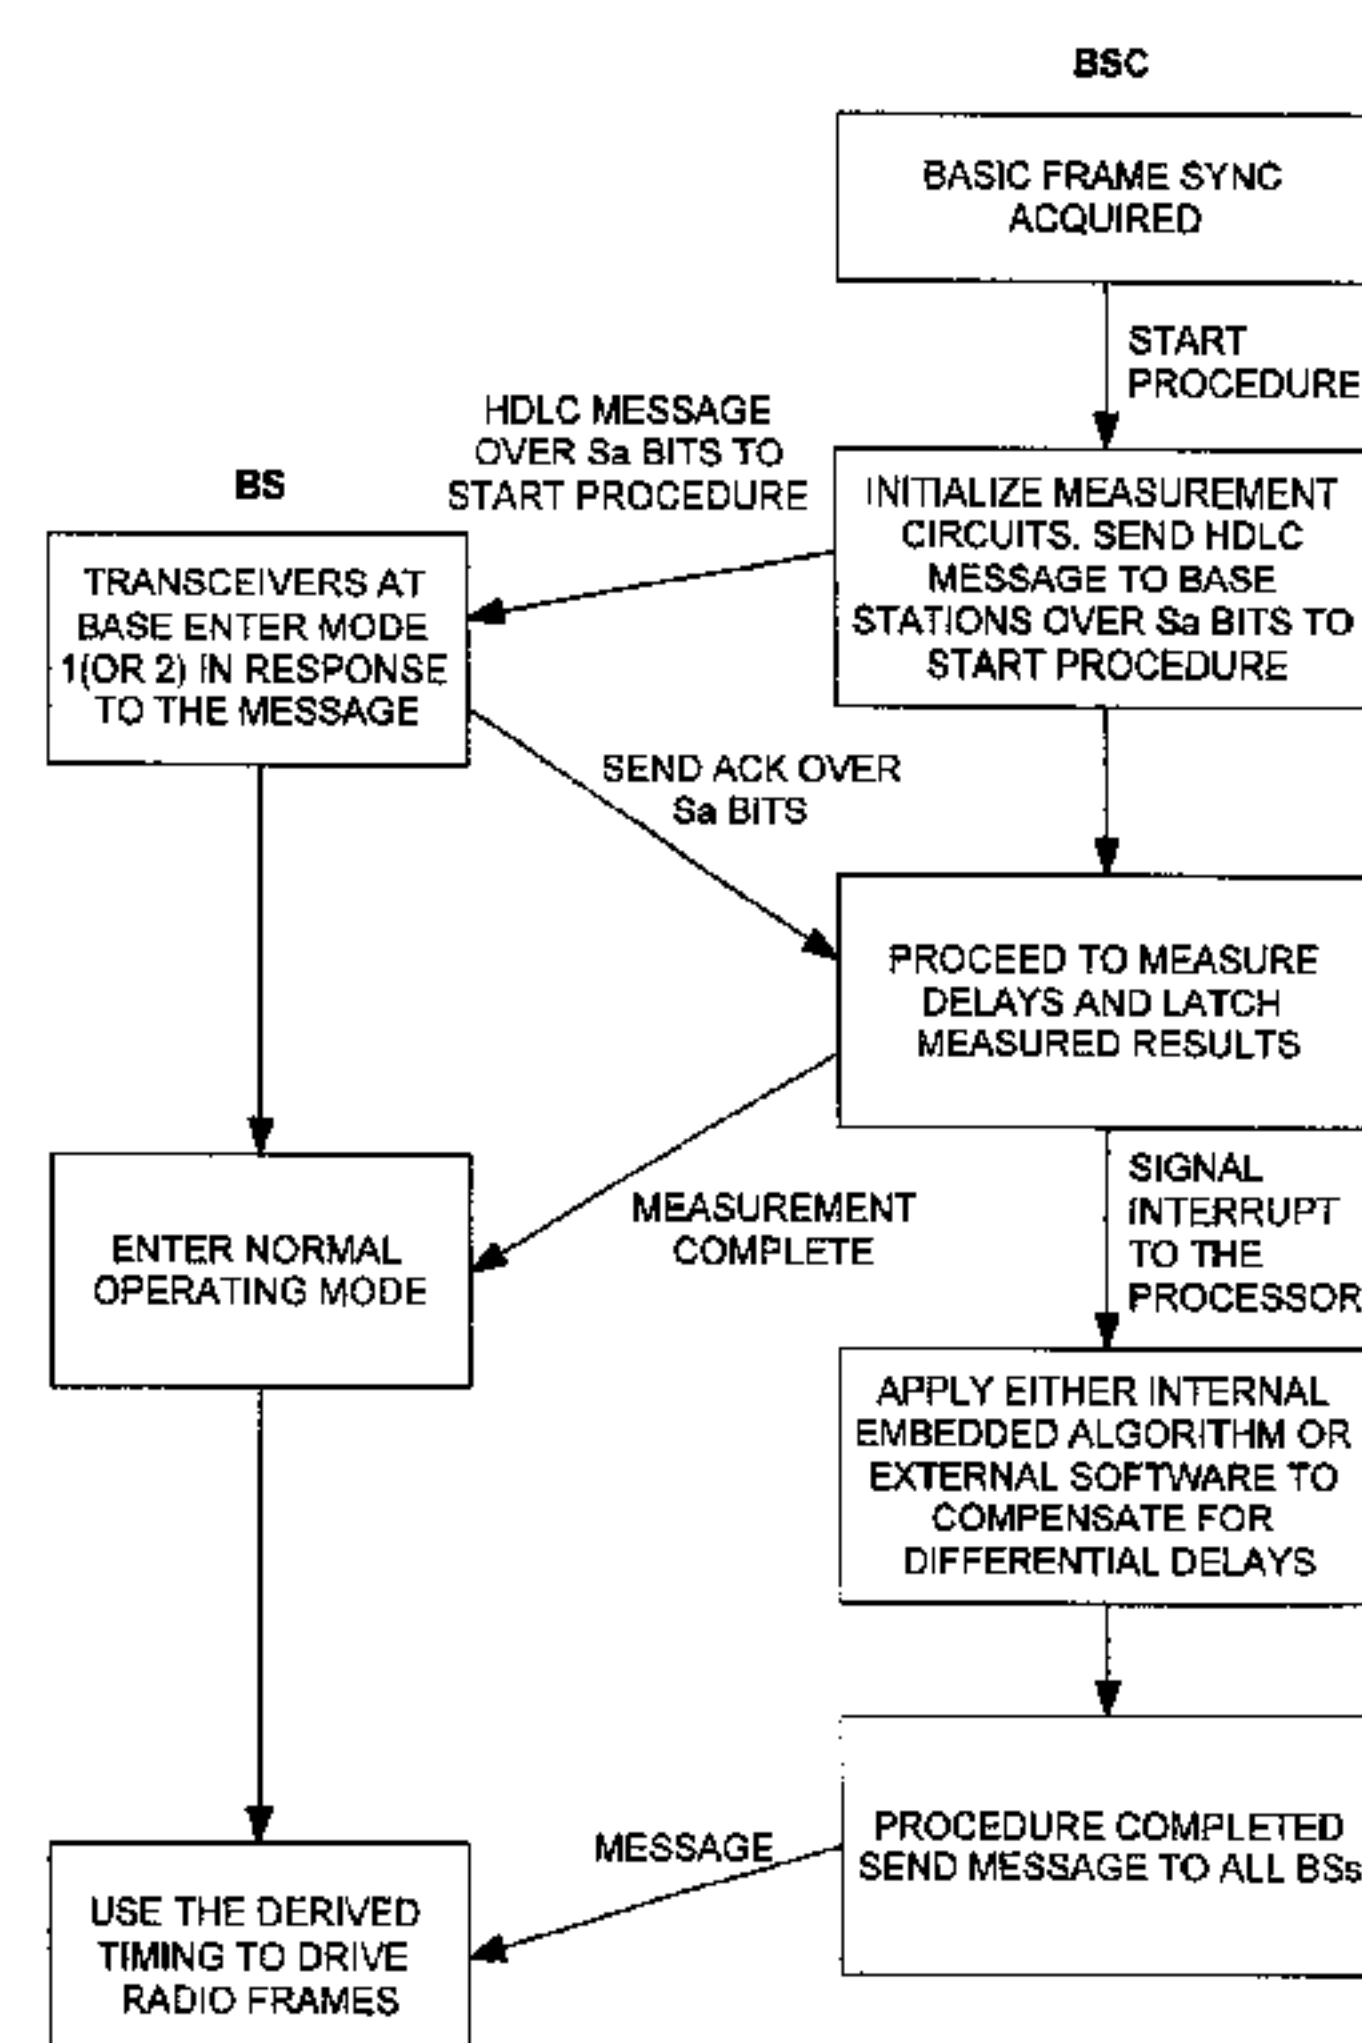 BSC
BASIC FRAME SYNC
ACQUIRED
START
PROCEDURE
HDLC MESSAGE
OVER Sa BITS TO
START PROCEDURE
BS
INITIALIZE MEASUREMENT
CIRCUITS. SEND HDLC
MESSAGE TO BASE
STATIONS OVER Sa BITS TO
START PROCEDURE
TRANSCEIVERS AT
BASE ENTER MODE
1(OR 2) IN RESPONSE
TO THE MESSAGE
SEND ACK OVER
Sa BITS
PROCEED TO MEASURE
DELAYS AND LATCH
MEASURED RESULTS
MEASUREMENT
COMPLETE
SIGNAL
INTERRUPT
TO THE
PROCESSOR
ENTER NORMAL
OPERATING MODE
APPLY EITHER INTERNAL
EMBEDDED ALGORITHM OR
EXTERNAL SOFTWARE TO
COMPENSATE FOR
DIFFERENTIAL DELAYS
PROCEDURE COMPLETED
SEND MESSAGE TO ALL BSs
MESSAGE
USE THE DERIVED
TIMING TO DRIVE
RADIO FRAMES